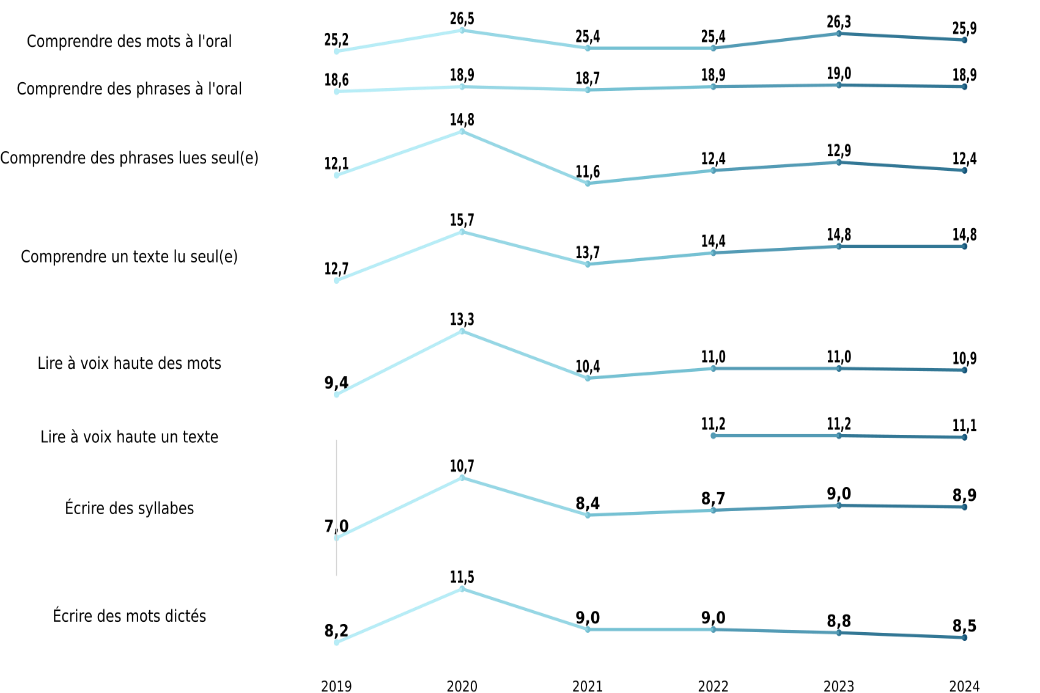 Comprendre des mots à l'oral
25,2 26,5 25,4 25,4 26,3 25,9
Comprendre des phrases à l'oral
18,6 18,9 18,7 18,9 19,0 18,9
Comprendre des phrases lues seul(e)
12,1 14,8 11,6 12,4 12,9 12,4
Comprendre un texte lu seul(e)
12,7 15,7 13,7 14,4 14,8 14,8
Lire à voix haute des mots
9,4 13,3 10,4 11,0 11,0 10,9
Lire à voix haute un texte
11,2 11,2 11,1
Écrire des syllabes
7,0 10,7 8,4 8,7 9,0 8,9
Écrire des mots dictés
8,2 11,5 9,0 9,0 8,8 8,5
2019 2020 2021 2022 2023 2024